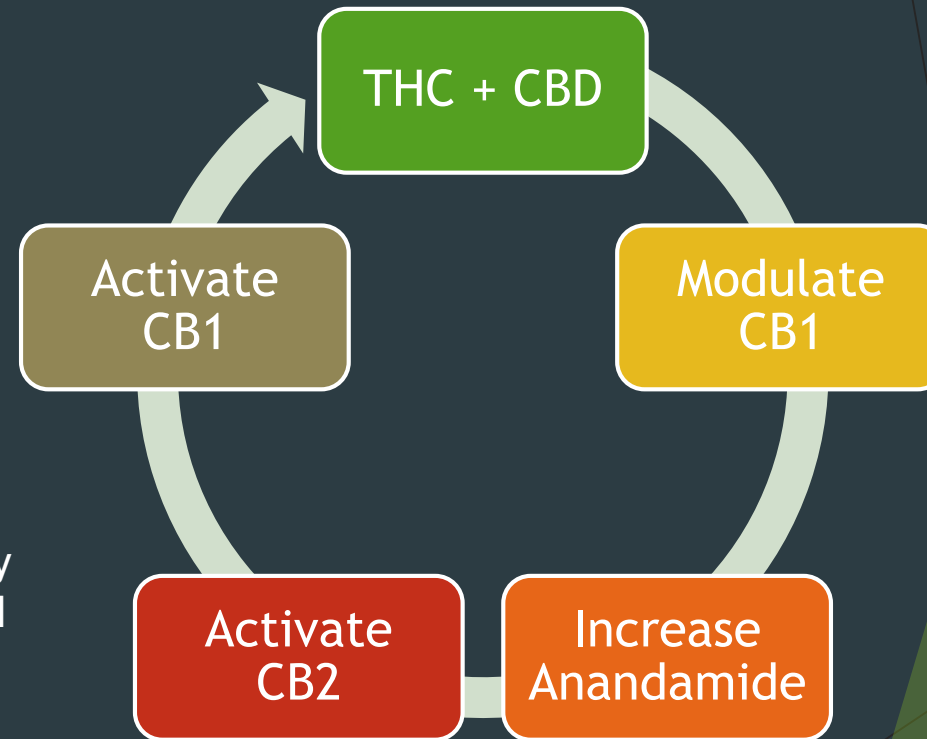 THC + CBD
Modulate
CB1
Increase
Anandamide
Activate
CB2
Activate
CB1